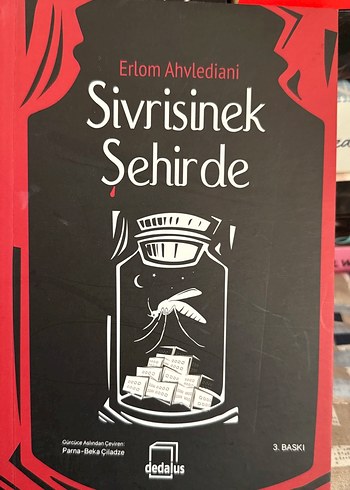 Erlom Ahvlediani
Sivrisinek
Şehirde
Gürcüce Aslından Çeviren:
Parna-Beka Çiladze
dedalus
3. BASKI